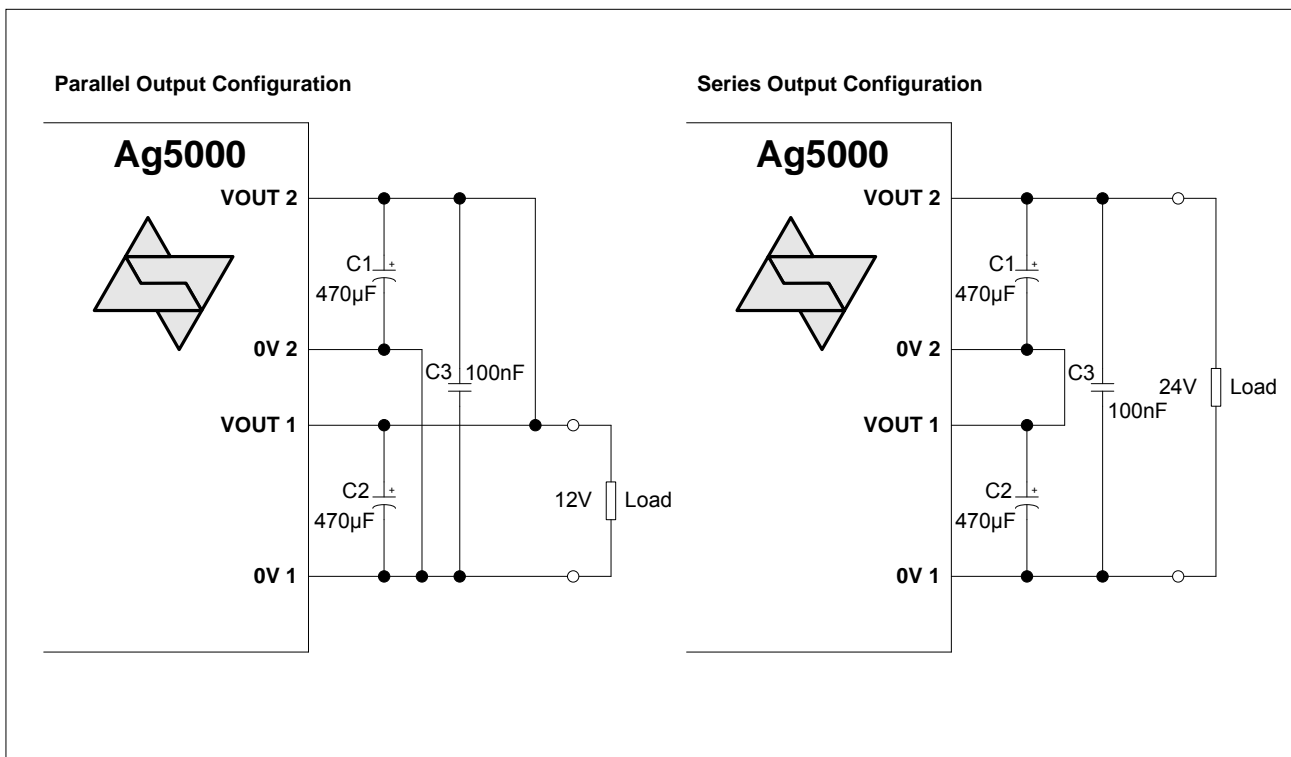 Parallel Output Configuration
Ag5000
VOUT 2
C1
+
470µF
0V 2
C3
100nF
VOUT 1
C2
+
470µF
12V
Load
0V 1
Series Output Configuration
Ag5000
VOUT 2
C1
+
470µF
0V 2
C3
100nF
24V
Load
VOUT 1
C2
+
470µF
0V 1